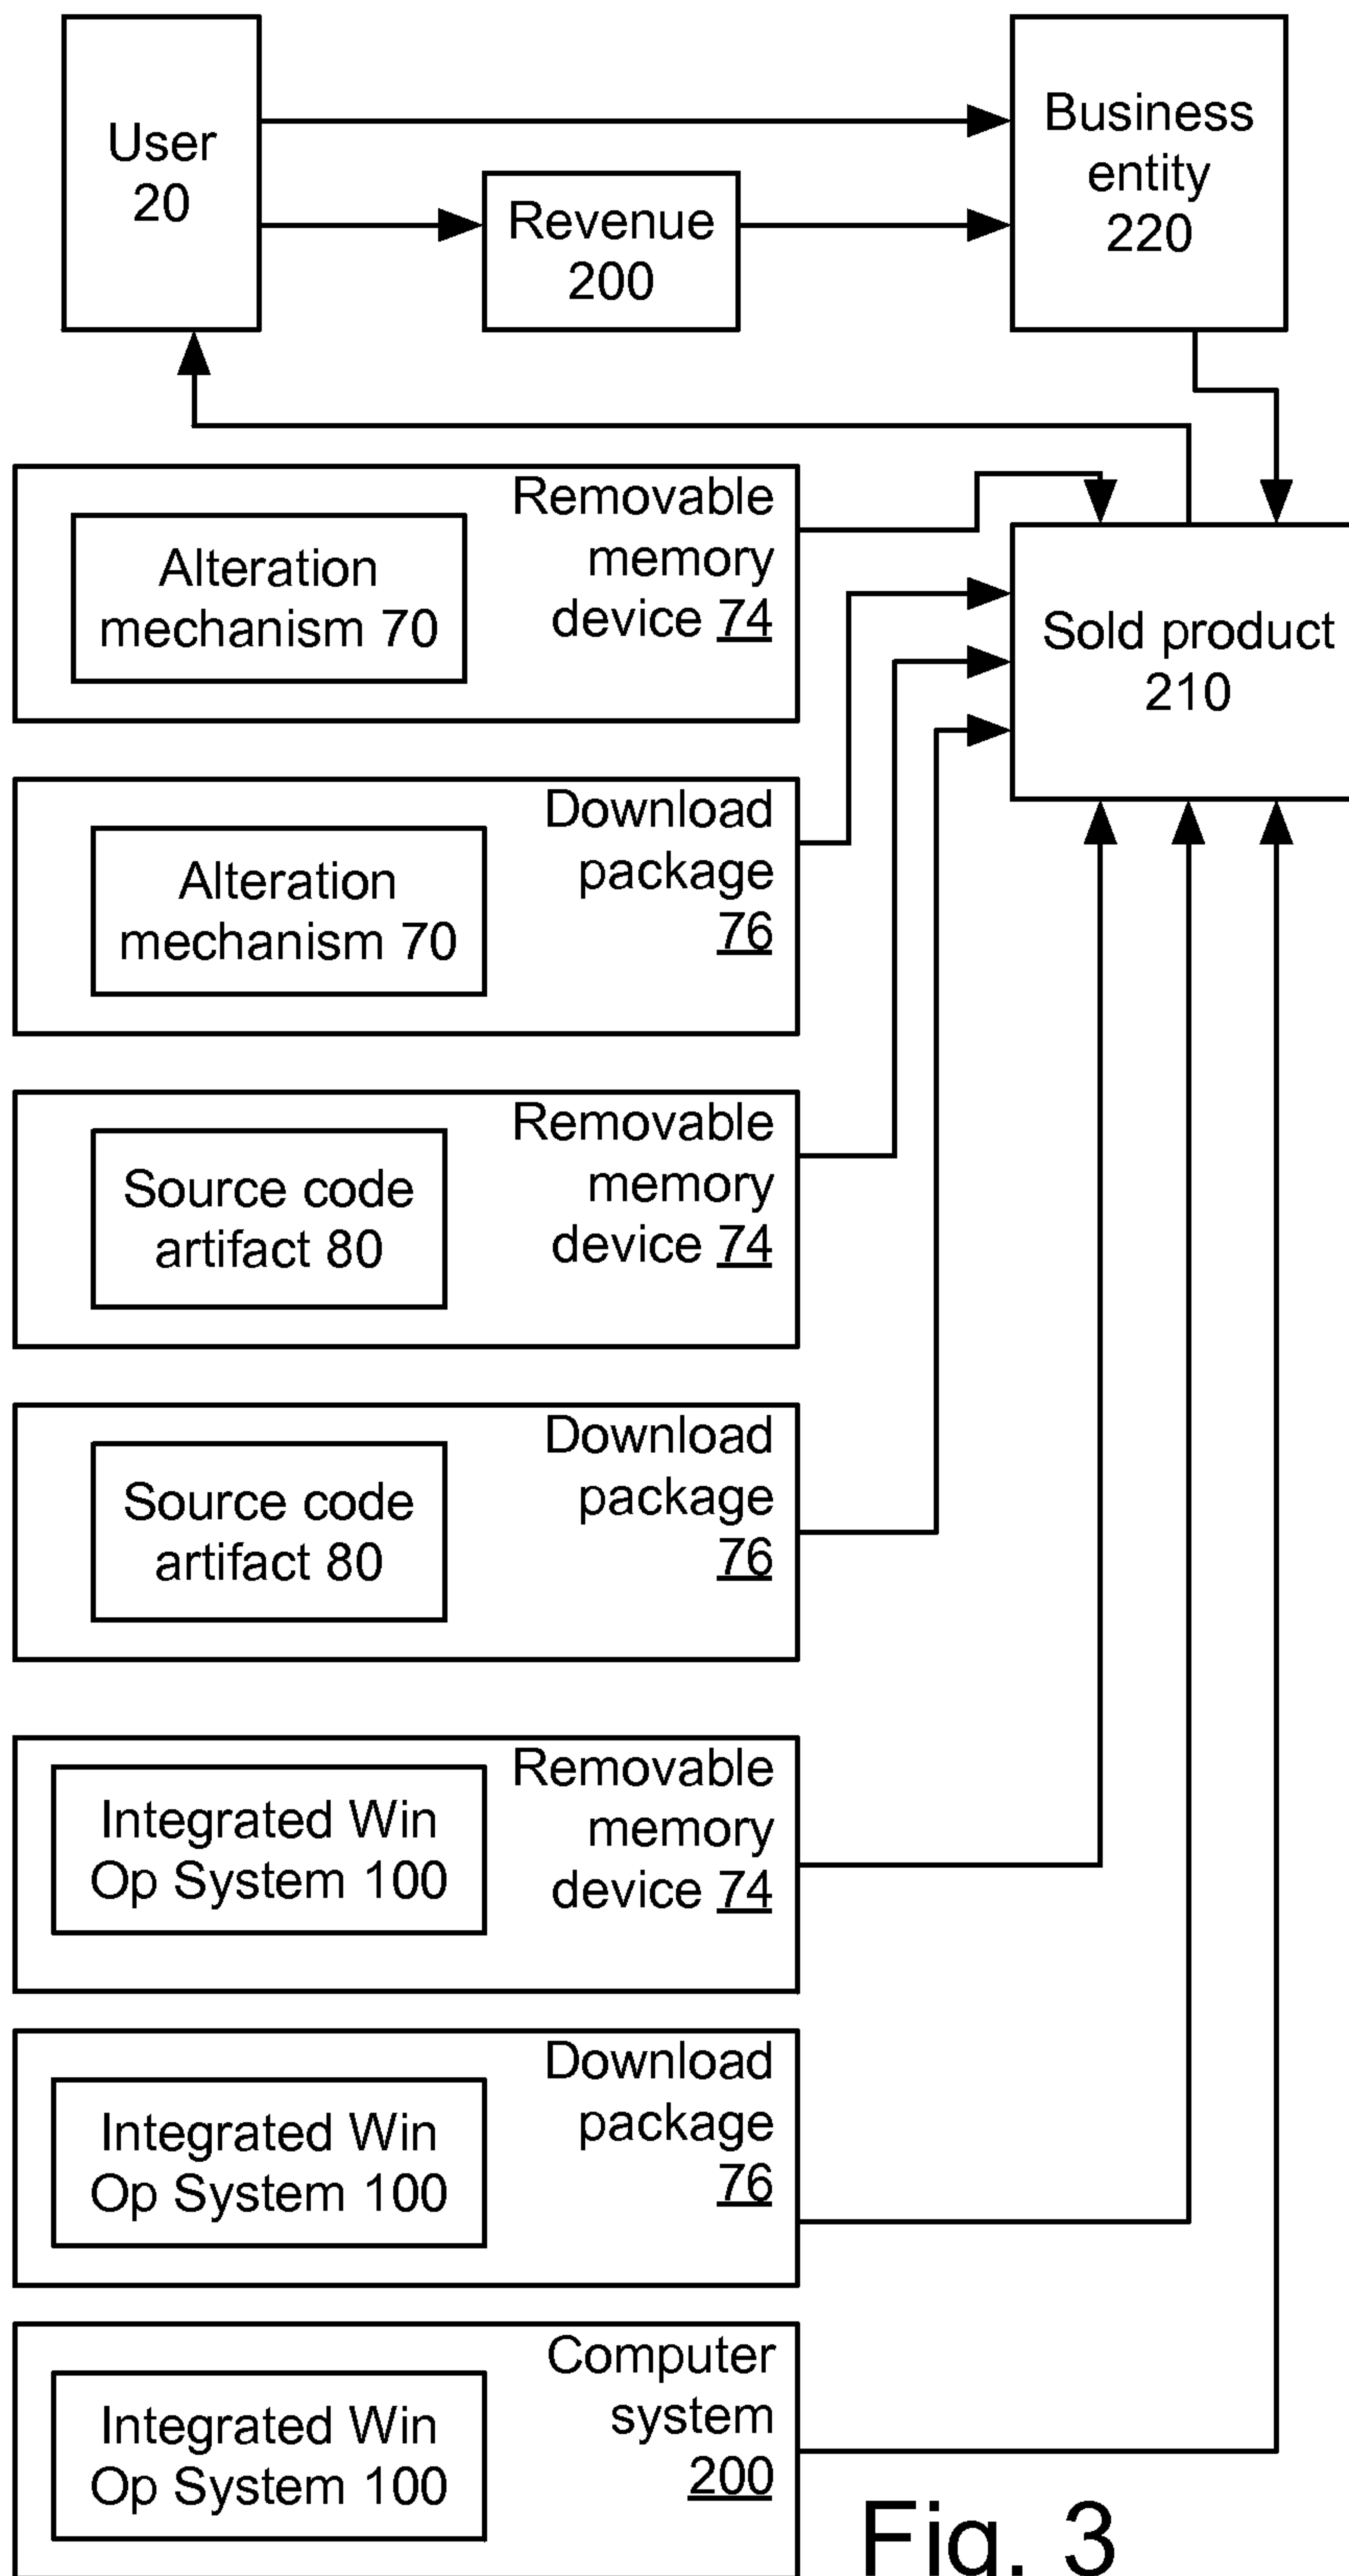 User
20
Revenue
200
Business
entity
220
Removable
memory
device 74
Alteration
mechanism 70
Sold product
210
Download
package
76
Alteration
mechanism 70
Removable
memory
device 74
Source code
artifact 80
Download
package
76
Source code
artifact 80
Removable
memory
device 74
Integrated Win
Op System 100
Download
package
76
Integrated Win
Op System 100
Computer
system
200
Integrated Win
Op System 100
Fig. 3